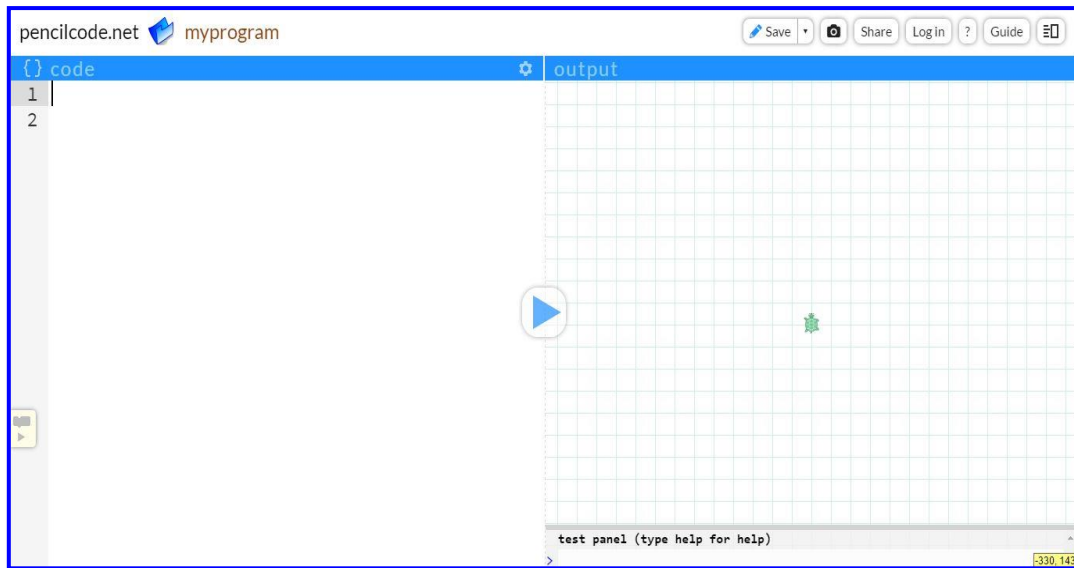 pencilcode.net myprogram Save Share Log in ? Guide
{} code
output
1
2
test panel (type help for help)
>
-330, 143